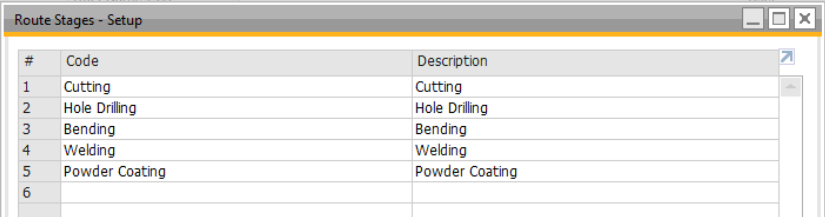 Route Stages - Setup
# Code Description
1 Cutting Cutting
2 Hole Drilling Hole Drilling
3 Bending Bending
4 Welding Welding
5 Powder Coating Powder Coating
6